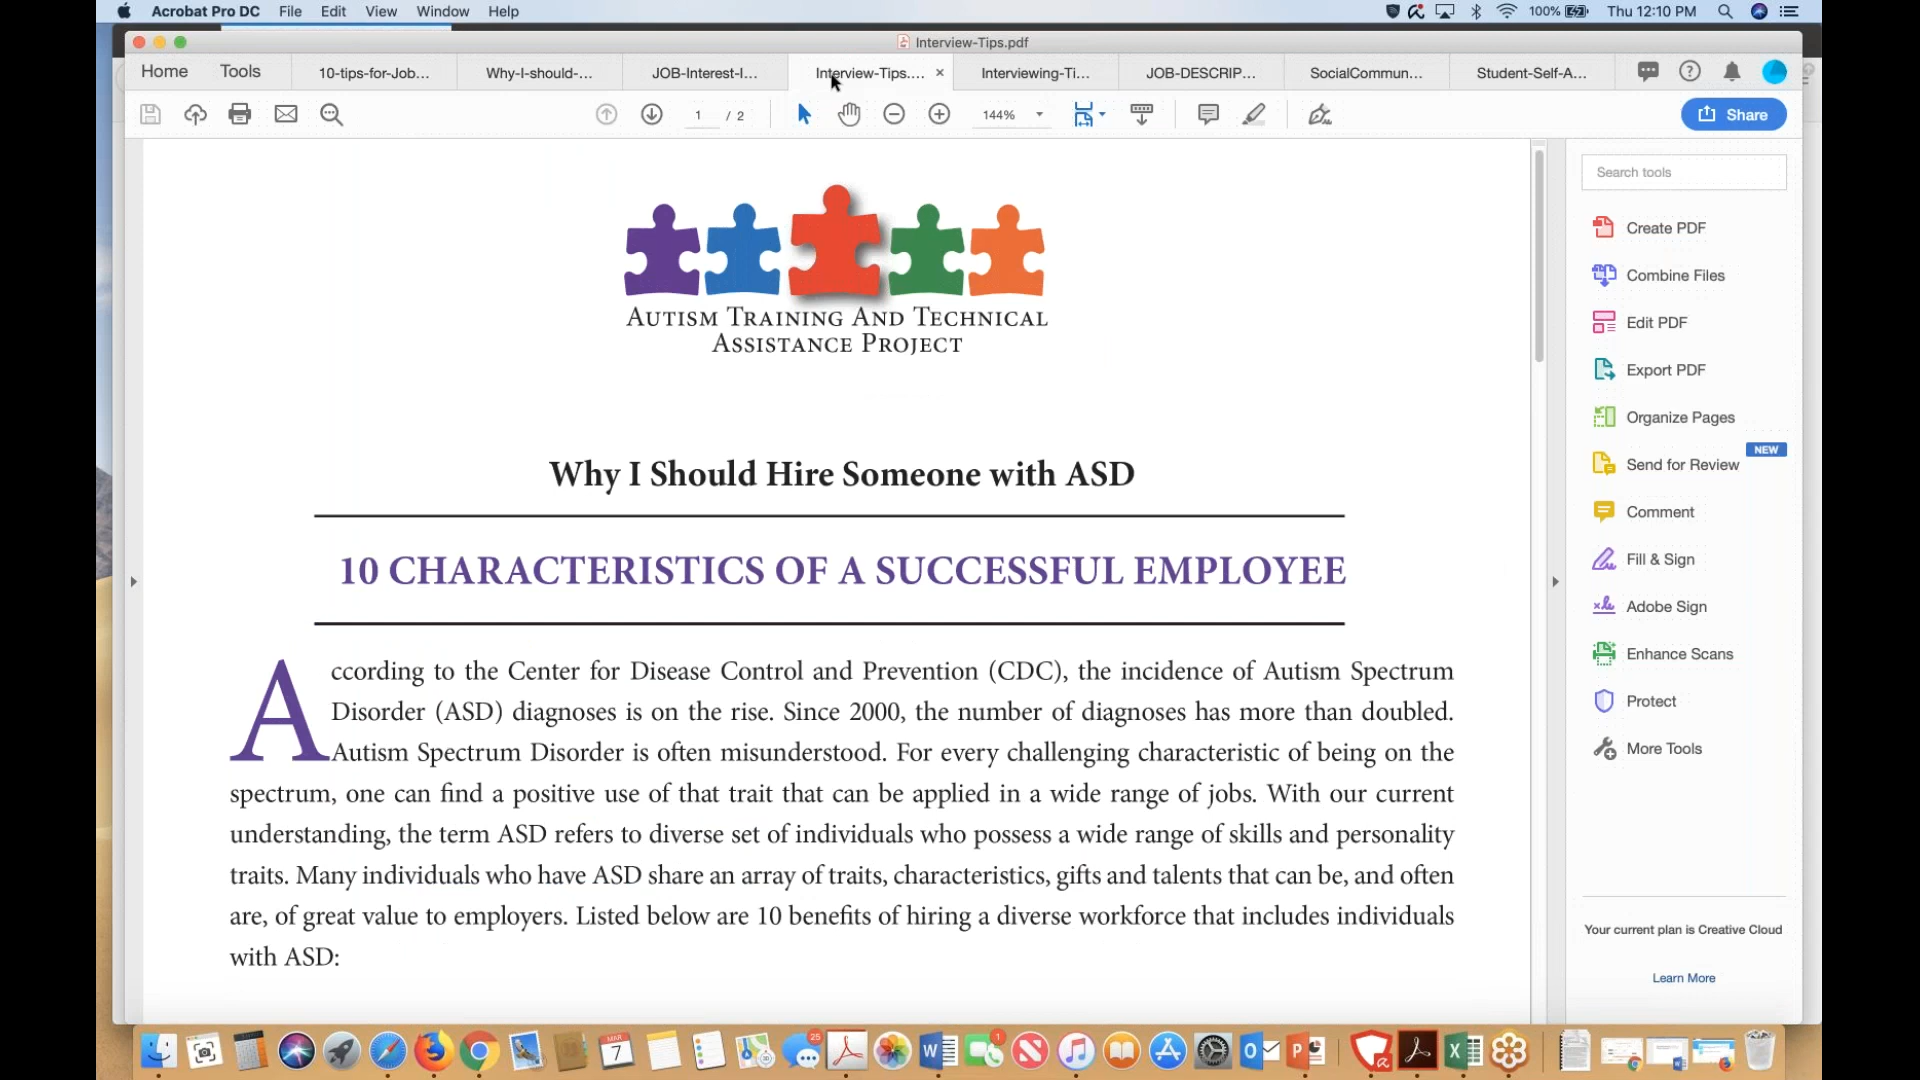 Acrobat Pro DC File Edit View Window Help 100% Thu 12:10 PM
Interview-Tips.pdf
Home Tools 10-tips-for-Job... Why-I-should-... JOB-Interest-I... Interview-Tips.... × Interviewing-Ti... JOB-DESCRIP... SocialCommun... Student-Self-A...
1 / 2 144% Share
Search tools
Create PDF
Combine Files
Edit PDF
Export PDF
Organize Pages
NEW
Send for Review
Comment
Fill & Sign
Adobe Sign
Enhance Scans
Protect
More Tools
Your current plan is Creative Cloud
Learn More
AUTISM TRAINING AND TECHNICAL
ASSISTANCE PROJECT
Why I Should Hire Someone with ASD
10 CHARACTERISTICS OF A SUCCESSFUL EMPLOYEE
According to the Center for Disease Control and Prevention (CDC), the incidence of Autism Spectrum
Disorder (ASD) diagnoses is on the rise. Since 2000, the number of diagnoses has more than doubled.
Autism Spectrum Disorder is often misunderstood. For every challenging characteristic of being on the
spectrum, one can find a positive use of that trait that can be applied in a wide range of jobs. With our current
understanding, the term ASD refers to diverse set of individuals who possess a wide range of skills and personality
traits. Many individuals who have ASD share an array of traits, characteristics, gifts and talents that can be, and often
are, of great value to employers. Listed below are 10 benefits of hiring a diverse workforce that includes individuals
with ASD:
MAR
7
25
W
1
O
P
X